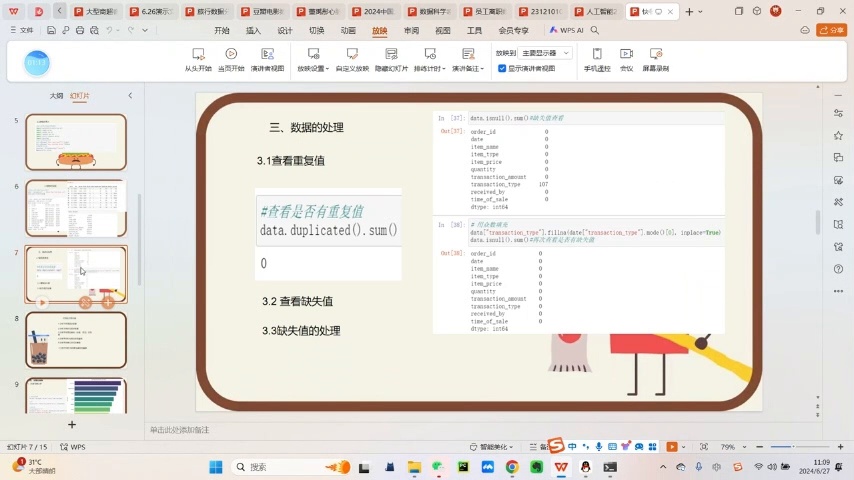 大型商超
6.26演示文
旅行数据
豆瓣电影
2024中国
数据科学
员工离职
23121010
人工智能
文件
开始
插入
设计
切换
动画
放映
审阅
视图
工具
会员专享
WPS AI
分享
从头开始
当页开始
演讲者视图
放映设置
自定义放映
隐藏幻灯片
排练计时
演讲备注
放映到
主要显示器
显示演讲者视图
手机遥控
会议
屏幕录制
大纲
幻灯片
5
6
7
8
9
三、数据的处理
3.1查看重复值
#查看是否有重复值
data.duplicated().sum()
0
3.2 查看缺失值
3.3缺失值的处理
In [37]: data.isnull().sum()#缺失值查看
Out[37]: order_id 0
date 0
item_name 0
item_type 0
item_price 0
quantity 0
transaction_amount 0
transaction_type 107
received_by 0
time_of_sale 0
dtype: int64
In [38]: # 用众数填充
data["transaction_type"].fillna(data["transaction_type"].mode()[0], inplace=True)
data.isnull().sum()#再次查看是否有缺失值
Out[38]: order_id 0
date 0
item_name 0
item_type 0
item_price 0
quantity 0
transaction_amount 0
transaction_type 0
received_by 0
time_of_sale 0
dtype: int64
单击此处添加备注
幻灯片 7 / 15
WPS
智能美化
中
79%
31°C
大部晴朗
搜索
11:09
2024/6/27